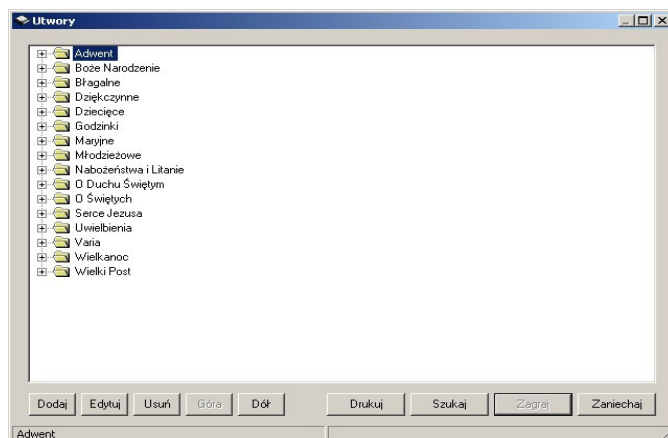 Utwory
Adwent
Boże Narodzenie
Błagalne
Dziękczynne
Dziecięce
Godzinki
Maryjne
Młodzieżowe
Nabożeństwa i Litanie
O Duchu Świętym
O Świętych
Serce Jezusa
Uwielbienia
Varia
Wielkanoc
Wielki Post
Dodaj Edytuj Usuń Góra Dół Drukuj Szukaj Zagraj Zaniechaj
Adwent